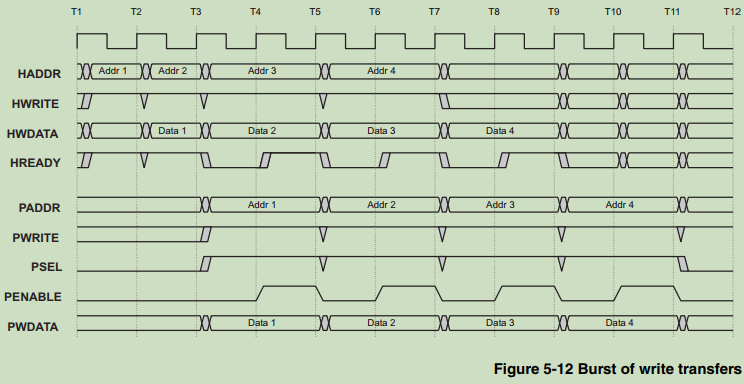 T1 T2 T3 T4 T5 T6 T7 T8 T9 T10 T11 T12
HADDR Addr 1 Addr 2 Addr 3 Addr 4
HWRITE
HWDATA Data 1 Data 2 Data 3 Data 4
HREADY
PADDR Addr 1 Addr 2 Addr 3 Addr 4
PWRITE
PSEL
PENABLE
PWDATA Data 1 Data 2 Data 3 Data 4
Figure 5-12 Burst of write transfers